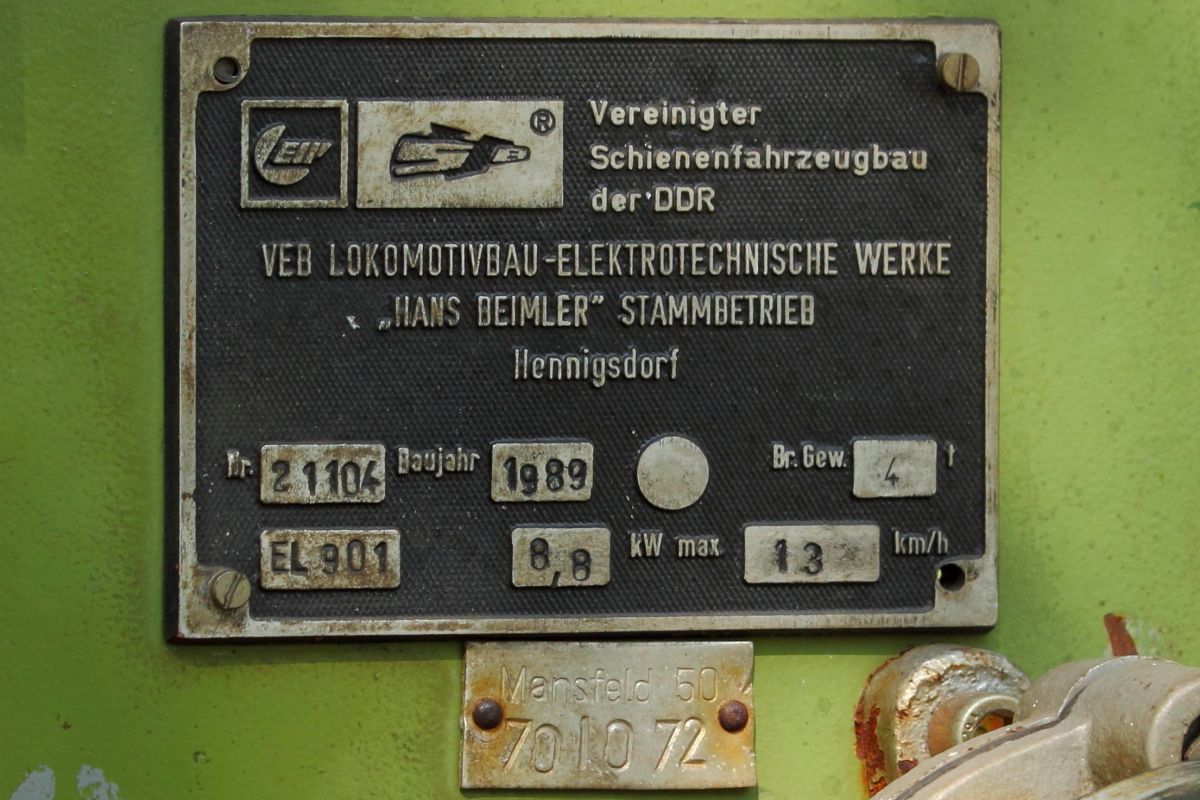 LEW
®
Vereinigter
Schienenfahrzeugbau
der DDR
VEB LOKOMOTIVBAU-ELEKTROTECHNISCHE WERKE
„HANS BEIMLER” STAMMBETRIEB
Hennigsdorf
Nr. 21104 Baujahr 1989 Br. Gew. 4 t
EL 901 8,8 kW max 13 km/h
Mansfeld 50
70 10 72